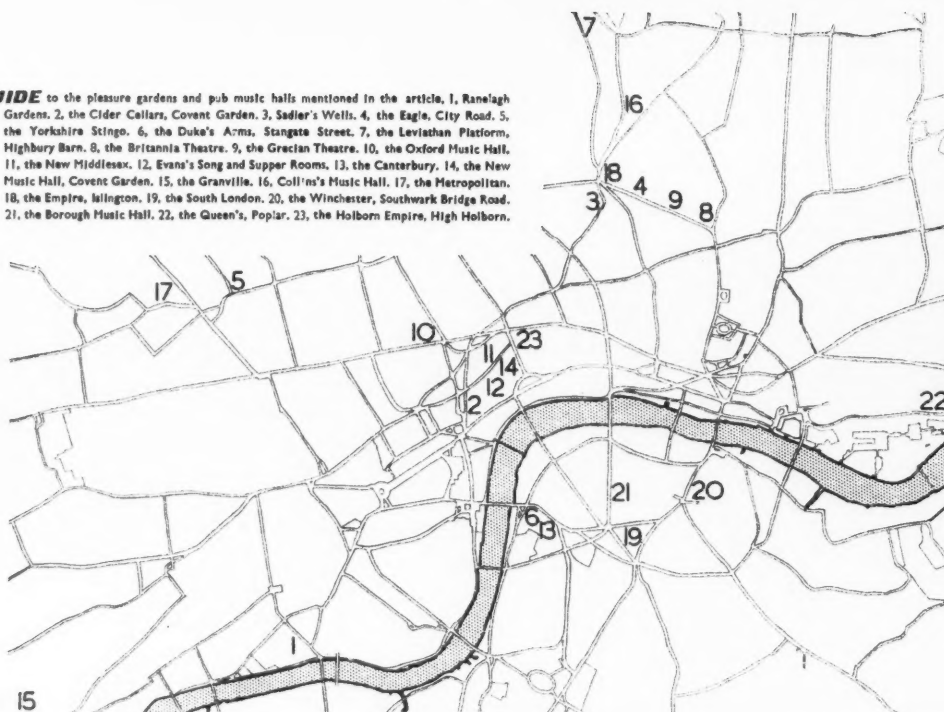 IIDE to the pleasure gardens and pub music halls mentioned in the article, 1, Ranelagh
Gardens. 2, the Cider Cellars, Covent Garden. 3, Sadler's Wells. 4, the Eagle, City Road. 5,
the Yorkshire Stingo. 6, the Duke's Arms, Stangate Street. 7, the Leviathan Platform,
Highbury Barn. 8, the Britannia Theatre. 9, the Grecian Theatre. 10, the Oxford Music Hall.
11, the New Middlesex. 12, Evans's Song and Supper Rooms. 13, the Canterbury. 14, the New
Music Hall, Covent Garden. 15, the Granville. 16, Collins's Music Hall. 17, the Metropolitan.
18, the Empire, Islington. 19, the South London. 20, the Winchester, Southwark Bridge Road.
21, the Borough Music Hall. 22, the Queen's, Poplar. 23, the Holborn Empire, High Holborn.
7
16
18
4
3
9
8
17
5
10
11
23
14
12
2
22
21
20
6
13
19
1
15